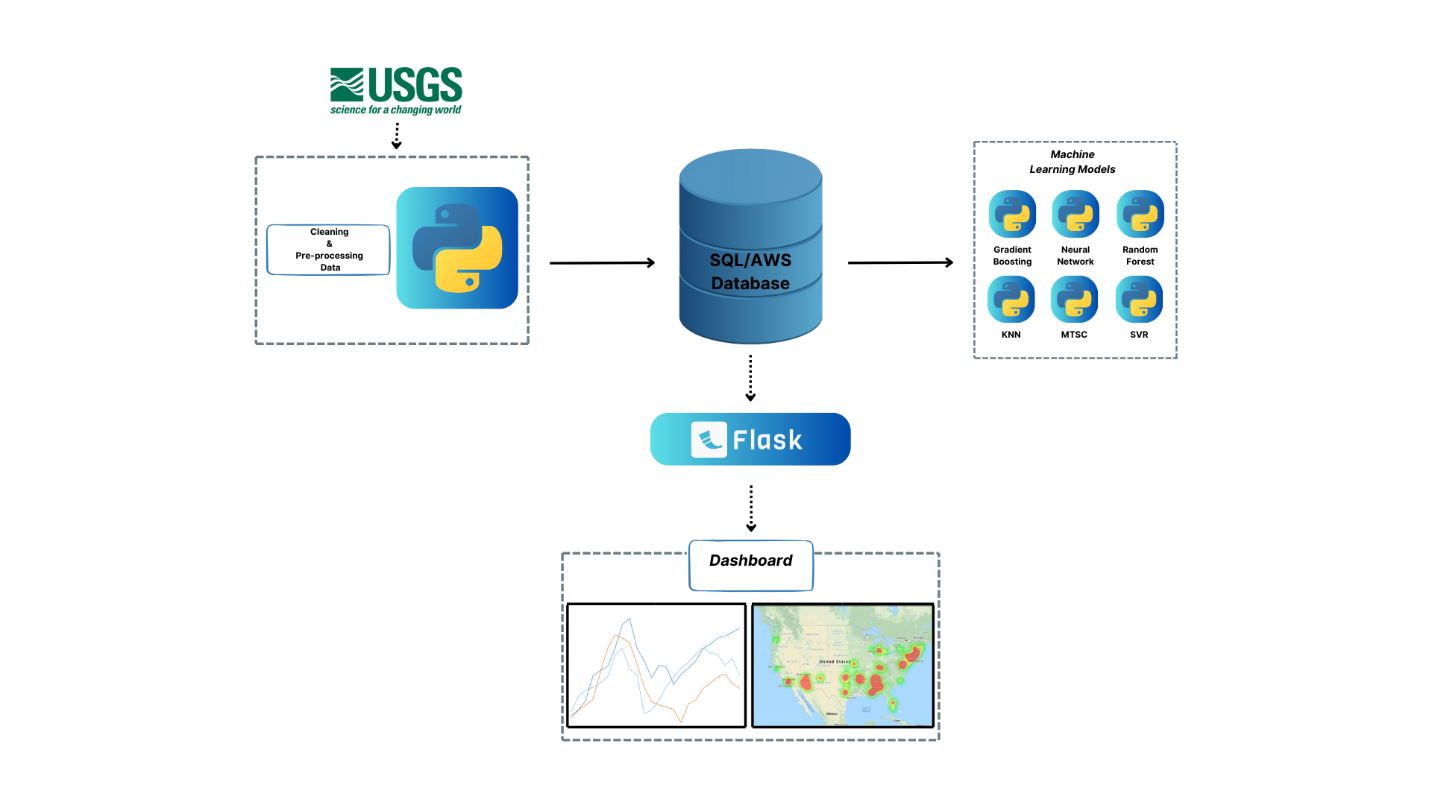 USGS
science for a changing world
Cleaning
&
Pre-processing
Data
SQL/AWS
Database
Machine
Learning Models
Gradient
Boosting
Neural
Network
Random
Forest
KNN
MTSC
SVR
Flask
Dashboard
United States
México